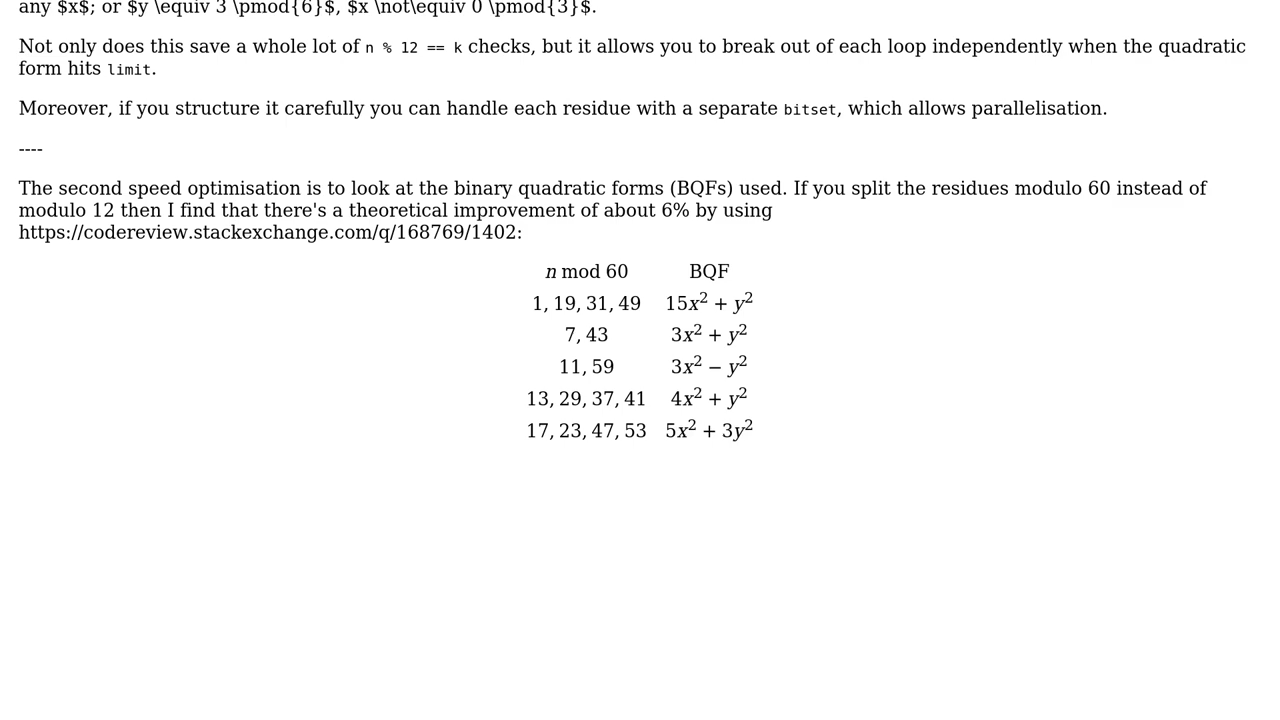 any $x$; or $y \equiv 3 \pmod{6}$, $x \not\equiv 0 \pmod{3}$.
Not only does this save a whole lot of n % 12 == k checks, but it allows you to break out of each loop independently when the quadratic
form hits limit.
Moreover, if you structure it carefully you can handle each residue with a separate bitset, which allows parallelisation.
----
The second speed optimisation is to look at the binary quadratic forms (BQFs) used. If you split the residues modulo 60 instead of
modulo 12 then I find that there's a theoretical improvement of about 6% by using
https://codereview.stackexchange.com/q/168769/1402:
n mod 60 BQF
1, 19, 31, 49 15x² + y²
7, 43 3x² + y²
11, 59 3x² − y²
13, 29, 37, 41 4x² + y²
17, 23, 47, 53 5x² + 3y²